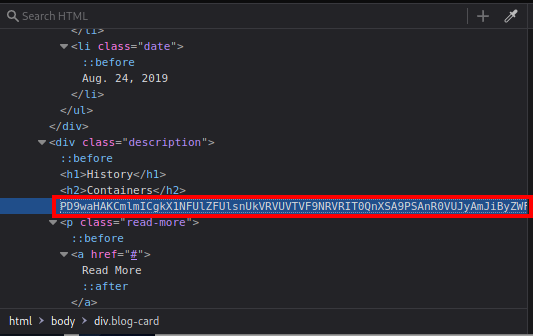 Search HTML
</li>
<li class="date">
::before
Aug. 24, 2019
</li>
</ul>
</div>
<div class="description">
::before
<h1>History</h1>
<h2>Containers</h2>
PD9waHAKCmlmICgkX1NFUlZFUlsnUkVRVUVTVF9NRVRIT0QnXSA9PSAnR0VUJyAmJiByZWF
<p class="read-more">
::before
<a href="#">
Read More
::after
</a>
html › body › div.blog-card